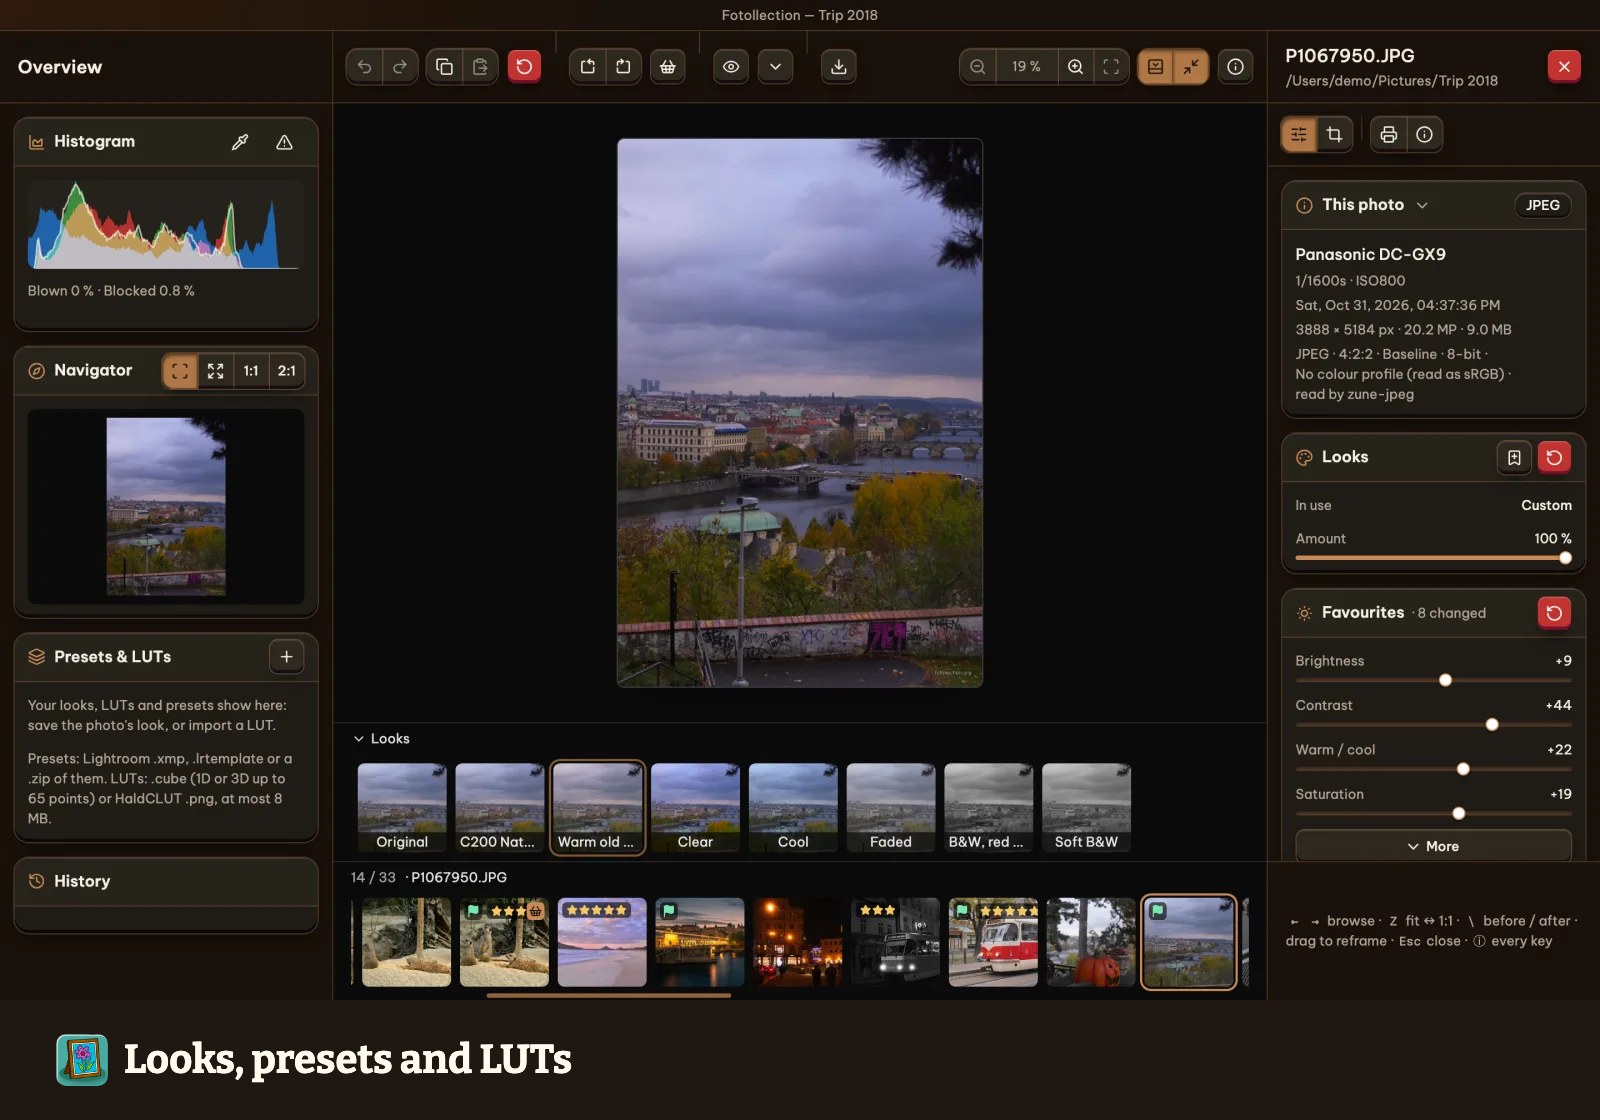 Fotollection — Trip 2018
Overview
19 %
P1067950.JPG
/Users/demo/Pictures/Trip 2018
Histogram
Blown 0 % · Blocked 0.8 %
Navigator
1:1
2:1
Presets & LUTs
Your looks, LUTs and presets show here:
save the photo's look, or import a LUT.
Presets: Lightroom .xmp, .lrtemplate or a
.zip of them. LUTs: .cube (1D or 3D up to
65 points) or HaldCLUT .png, at most 8
MB.
History
Looks
Original
C200 Nat...
Warm old ...
Clear
Cool
Faded
B&W, red ...
Soft B&W
14 / 33 · P1067950.JPG
This photo
JPEG
Panasonic DC-GX9
1/1600s · ISO800
Sat, Oct 31, 2026, 04:37:36 PM
3888 × 5184 px · 20.2 MP · 9.0 MB
JPEG · 4:2:2 · Baseline · 8-bit ·
No colour profile (read as sRGB) ·
read by zune-jpeg
Looks
In use Custom
Amount 100 %
Favourites · 8 changed
Brightness +9
Contrast +44
Warm / cool +22
Saturation +19
More
← → browse · Z fit ↔ 1:1 · \ before / after ·
drag to reframe · Esc close · ⓘ every key
Looks, presets and LUTs